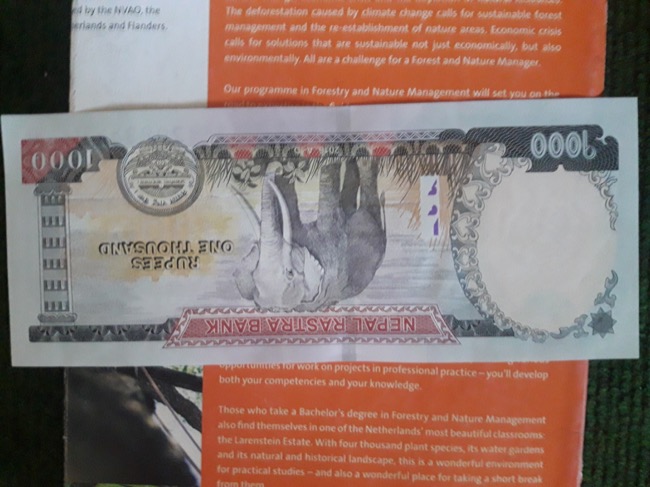 NEPAL RASTRA BANK
RUPEES
ONE THOUSAND
१०००
1000
ed by the NVAO, the
erlands and Flanders.
The deforestation caused by climate change calls for sustainable forest
management and the re-establishment of nature areas. Economic crisis
calls for solutions that are sustainable not just economically, but also
environmentally. All are challenge for a Forest and Nature Manager.
Our programme in Forestry and Nature Management will set you on the
opportunities for work on projects in professional practice – you'll develop
both your competencies and your knowledge.
Those who take a Bachelor's degree in Forestry and Nature Management
also find themselves in one of the Netherlands, most beautiful classrooms:
the Larenstein Estate. With four thousand plant species, its water gardens
and its natural and historical landscape, this is a wonderful environment
for practical studies – and also a wonderful place for taking a short break
from them